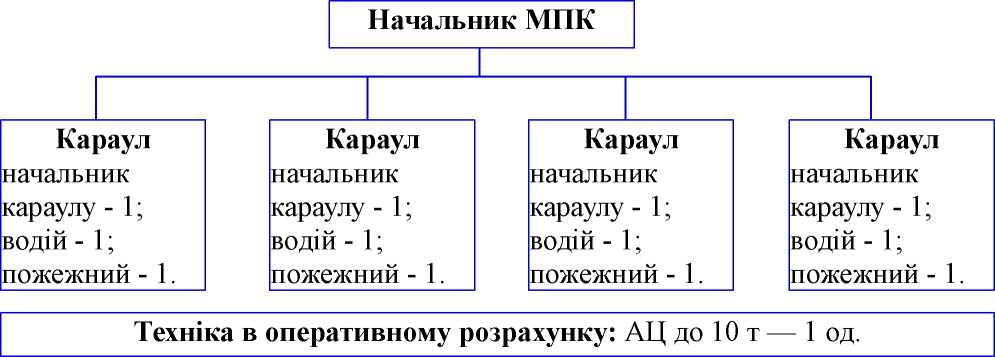 Начальник МПК
Караул
начальник
караулу - 1;
водій - 1;
пожежний - 1.
Караул
начальник
караулу - 1;
водій - 1;
пожежний - 1.
Караул
начальник
караулу - 1;
водій - 1;
пожежний - 1.
Караул
начальник
караулу - 1;
водій - 1;
пожежний - 1.
Техніка в оперативному розрахунку: АЦ до 10 т — 1 од.